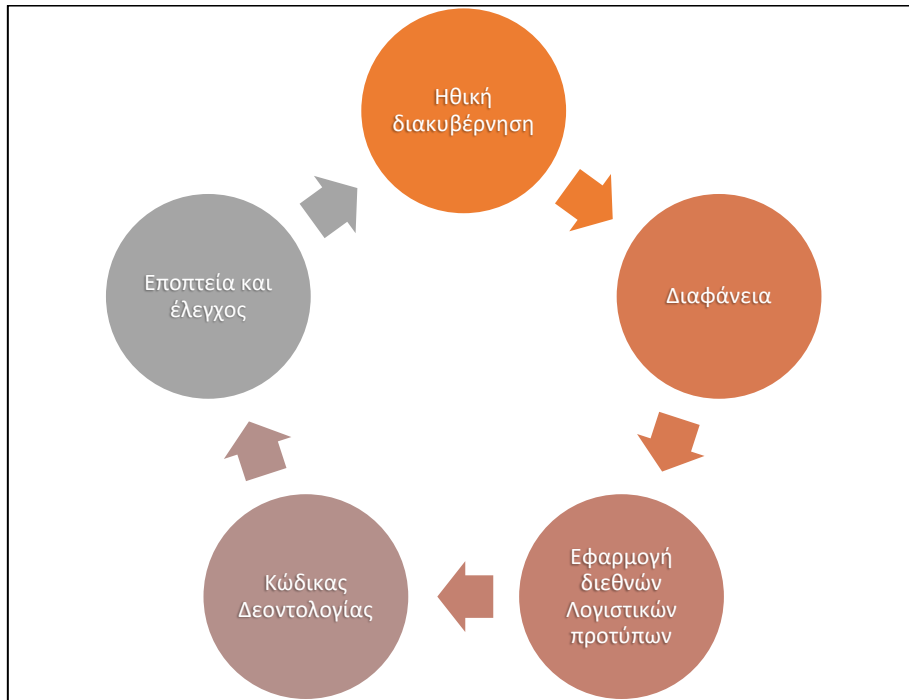 Ηθική
διακυβέρνηση
Διαφάνεια
Εφαρμογή
διεθνών
Λογιστικών
προτύπων
Κώδικας
Δεοντολογίας
Εποπτεία και
έλεγχος